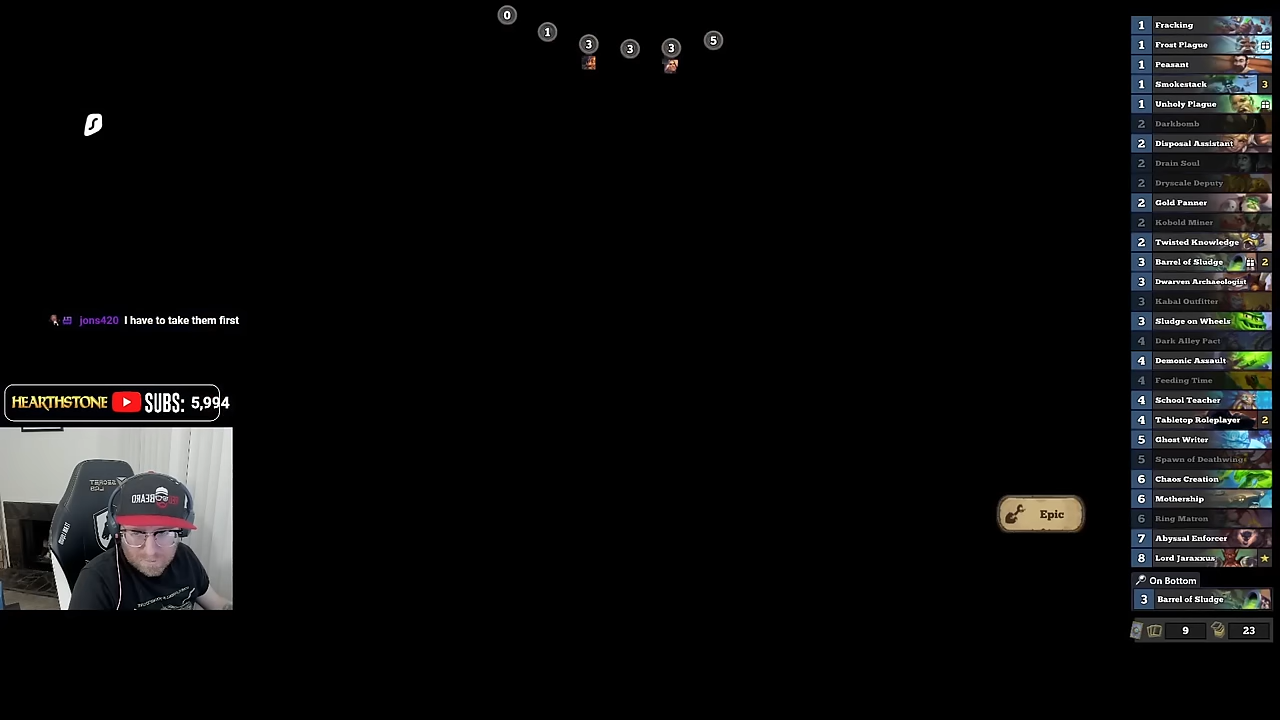 0
1
3
3
3
5
jons420 I have to take them first
HEARTHSTONE SUBS: 5,994
Epic
1 Fracking
1 Frost Plague
1 Peasant
1 Smokestack 3
1 Unholy Plague
2 Darkbomb
2 Disposal Assistant
2 Drain Soul
2 Dryscale Deputy
2 Gold Panner
2 Kobold Miner
2 Twisted Knowledge
3 Barrel of Sludge 2
3 Dwarven Archaeologist
3 Kabal Outfitter
3 Sludge on Wheels
4 Dark Alley Pact
4 Demonic Assault
4 Feeding Time
4 School Teacher
4 Tabletop Roleplayer 2
5 Ghost Writer
5 Spawn of Deathwing
6 Chaos Creation
6 Mothership
6 Ring Matron
7 Abyssal Enforcer
8 Lord Jaraxxus
On Bottom
3 Barrel of Sludge
9 23